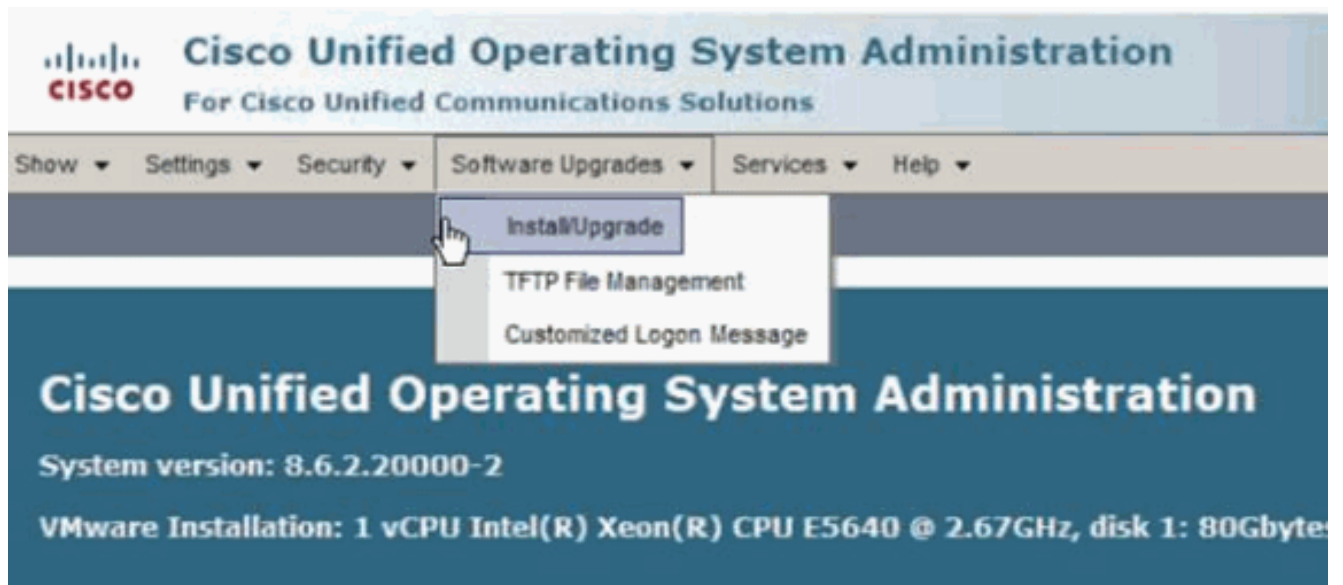 CISCO
Cisco Unified Operating System Administration
For Cisco Unified Communications Solutions
Show Settings Security Software Upgrades Services Help
Install/Upgrade
TFTP File Management
Customized Logon Message
Cisco Unified Operating System Administration
System version: 8.6.2.20000-2
VMware Installation: 1 vCPU Intel(R) Xeon(R) CPU E5640 @ 2.67GHz, disk 1: 80Gbytes